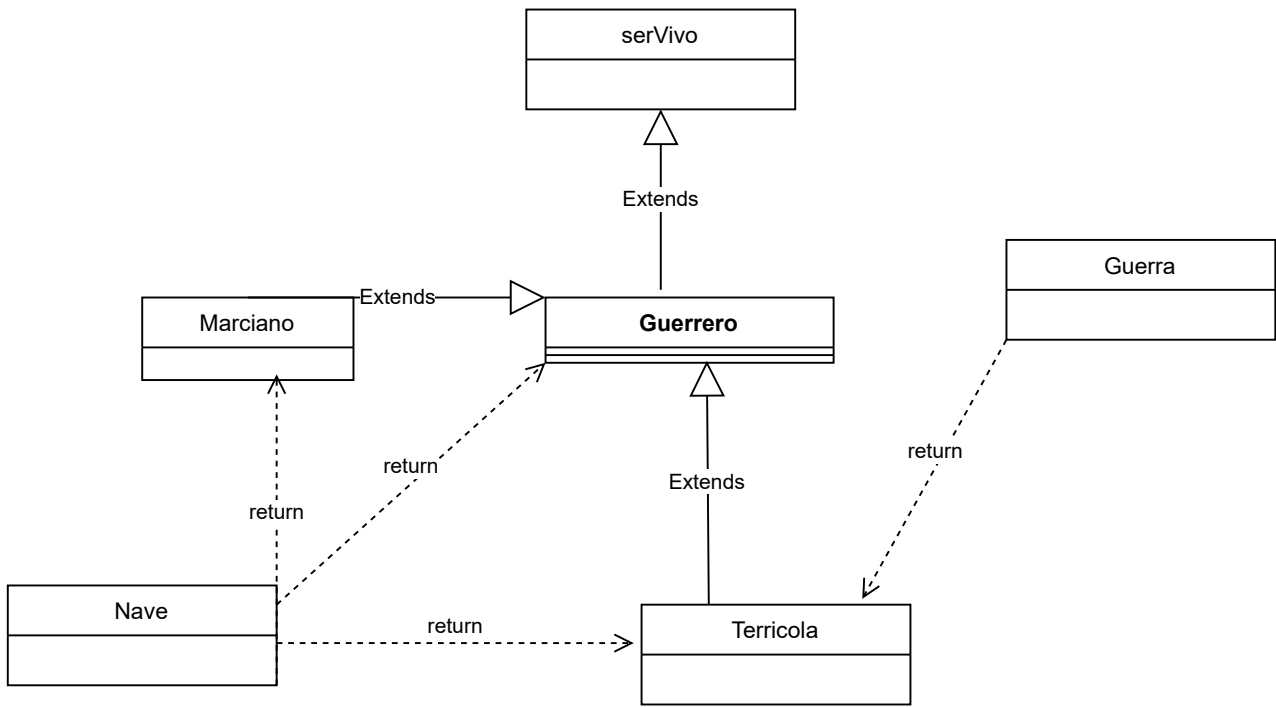 serVivo
Extends
Guerra
Extends
Marciano
Guerrero
return
return
Extends
return
Nave
return
Terricola